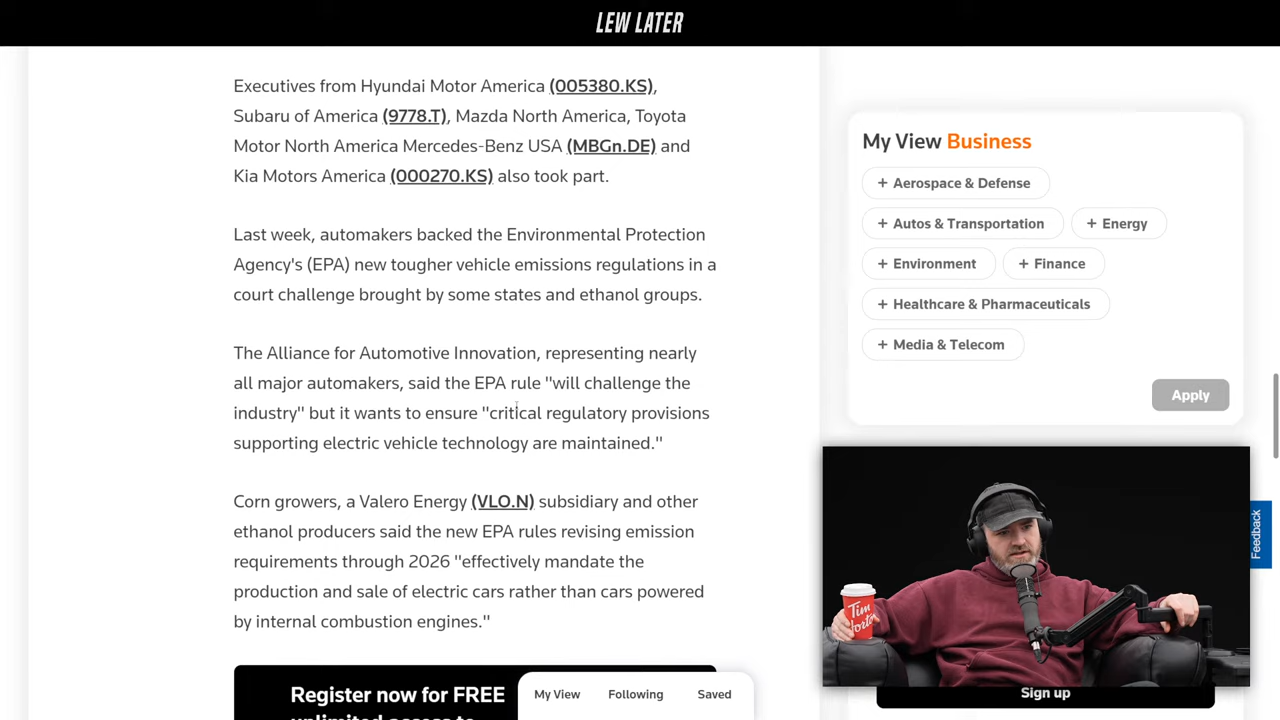 LEW LATER
Executives from Hyundai Motor America (005380.KS),
Subaru of America (9778.T), Mazda North America, Toyota
Motor North America Mercedes-Benz USA (MBGn.DE) and
Kia Motors America (000270.KS) also took part.
Last week, automakers backed the Environmental Protection
Agency's (EPA) new tougher vehicle emissions regulations in a
court challenge brought by some states and ethanol groups.
The Alliance for Automotive Innovation, representing nearly
all major automakers, said the EPA rule "will challenge the
industry" but it wants to ensure "critical regulatory provisions
supporting electric vehicle technology are maintained."
Corn growers, a Valero Energy (VLO.N) subsidiary and other
ethanol producers said the new EPA rules revising emission
requirements through 2026 "effectively mandate the
production and sale of electric cars rather than cars powered
by internal combustion engines."
Register now for FREE
My View Following Saved
My View Business
+ Aerospace & Defense
+ Autos & Transportation + Energy
+ Environment + Finance
+ Healthcare & Pharmaceuticals
+ Media & Telecom
Apply
Feedback
Tim
Sign up